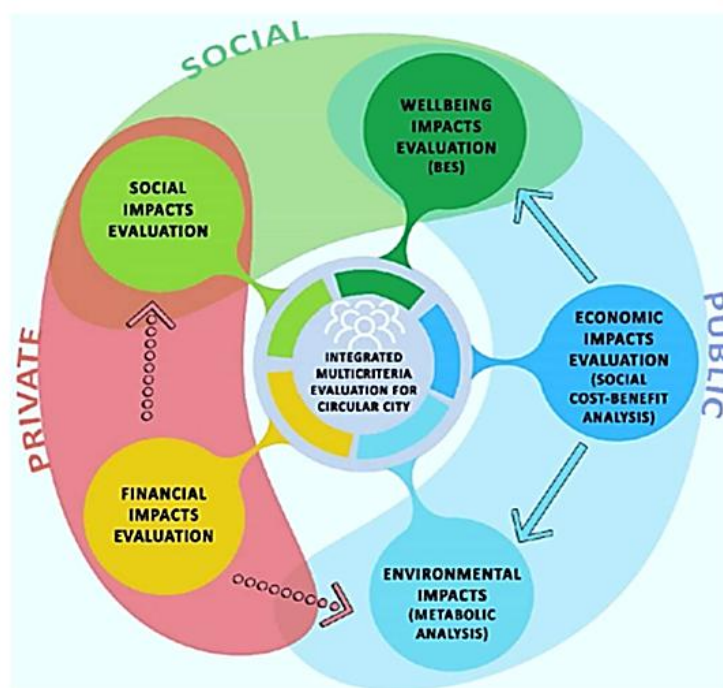 SOCIAL
WELLBEING
IMPACTS
EVALUATION
(BES)
SOCIAL
IMPACTS
EVALUATION
PRIVATE
PUBLIC
ECONOMIC
IMPACTS
EVALUATION
(SOCIAL
COST-BENEFIT
ANALYSIS)
INTEGRATED
MULTICRITERIA
EVALUATION FOR
CIRCULAR CITY
FINANCIAL
IMPACTS
EVALUATION
ENVIRONMENTAL
IMPACTS
(METABOLIC
ANALYSIS)